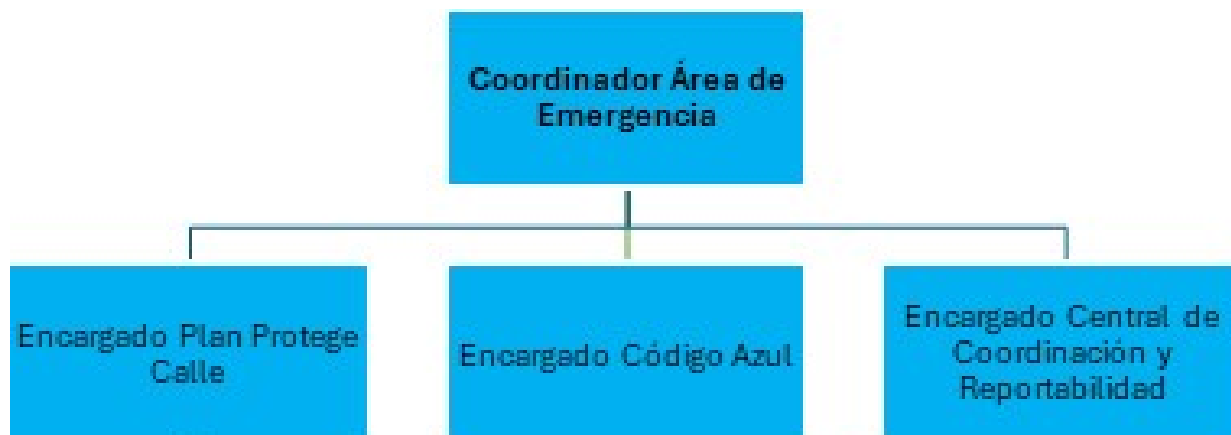 Coordinador Área de
Emergencia
Encargado Plan Protege
Calle
Encargado Código Azul
Encargado Central de
Coordinación y
Reportabilidad